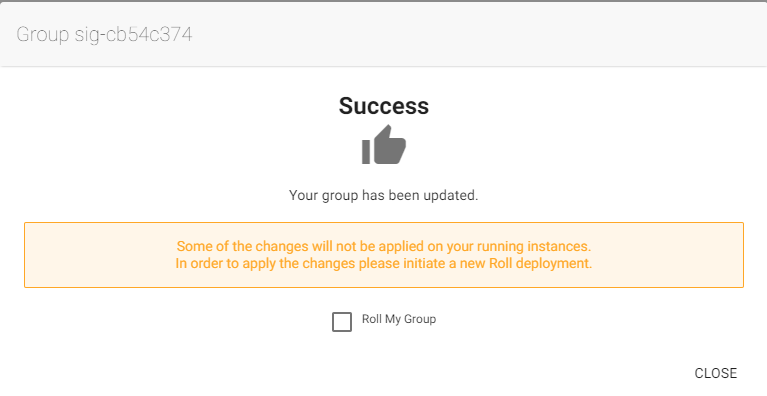 Group sig-cb54c374
Success
Your group has been updated.
Some of the changes will not be applied on your running instances.
In order to apply the changes please initiate a new Roll deployment.
Roll My Group
CLOSE